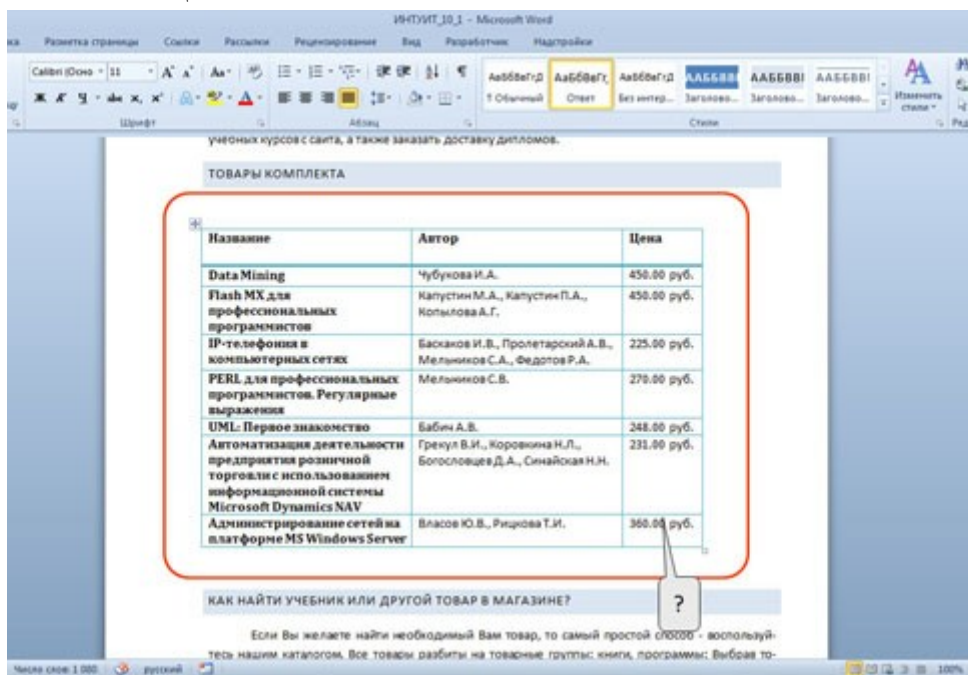 ИНТУИТ_10_1 - Microsoft Word
Разметка страницы Ссылки Рассылки Рецензирование Вид Разработчик Надстройки
Calibri (Осно 11
АаБбВвГгД АаБбВвГг АаБбВвГгД ААББВВ ААББВВІ ААББВВІ
Обычный Ответ Без интер... Заголово... Заголово... Заголово... Изменить
стили
Шрифт Абзац Стили Ред
учебных курсов с сайта, а также заказать доставку дипломов.
ТОВАРЫ КОМПЛЕКТА
Название Автор Цена
Data Mining Чубукова И.А. 450.00 руб.
Flash MX для Капустин М.А., Капустин П.А., 450.00 руб.
профессиональных Копылова А.Г.
программистов
IP-телефония в Баскаков И.В., Пролетарский А.В., 225.00 руб.
компьютерных сетях Мельников С.А., Федотов Р.А.
PERL для профессиональных Мельников С.В. 270.00 руб.
программистов. Регулярные
выражения
UML: Первое знакомство Бабич А.В. 248.00 руб.
Автоматизация деятельности Грекул В.И., Коровкина Н.Л., 231.00 руб.
предприятия розничной Богословцев Д.А., Синайская Н.Н.
торговли с использованием
информационной системы
Microsoft Dynamics NAV
Администрирование сетей на Власов Ю.В., Рицкова Т.И. 360.00 руб.
платформе MS Windows Server
?
КАК НАЙТИ УЧЕБНИК ИЛИ ДРУГОЙ ТОВАР В МАГАЗИНЕ?
Если Вы желаете найти необходимый Вам товар, то самый простой способ - воспользуй-
тесь нашим каталогом. Все товары разбиты на товарные группы: книги, программы; Выбрав то-
Число слов: 1 080 русский 100%